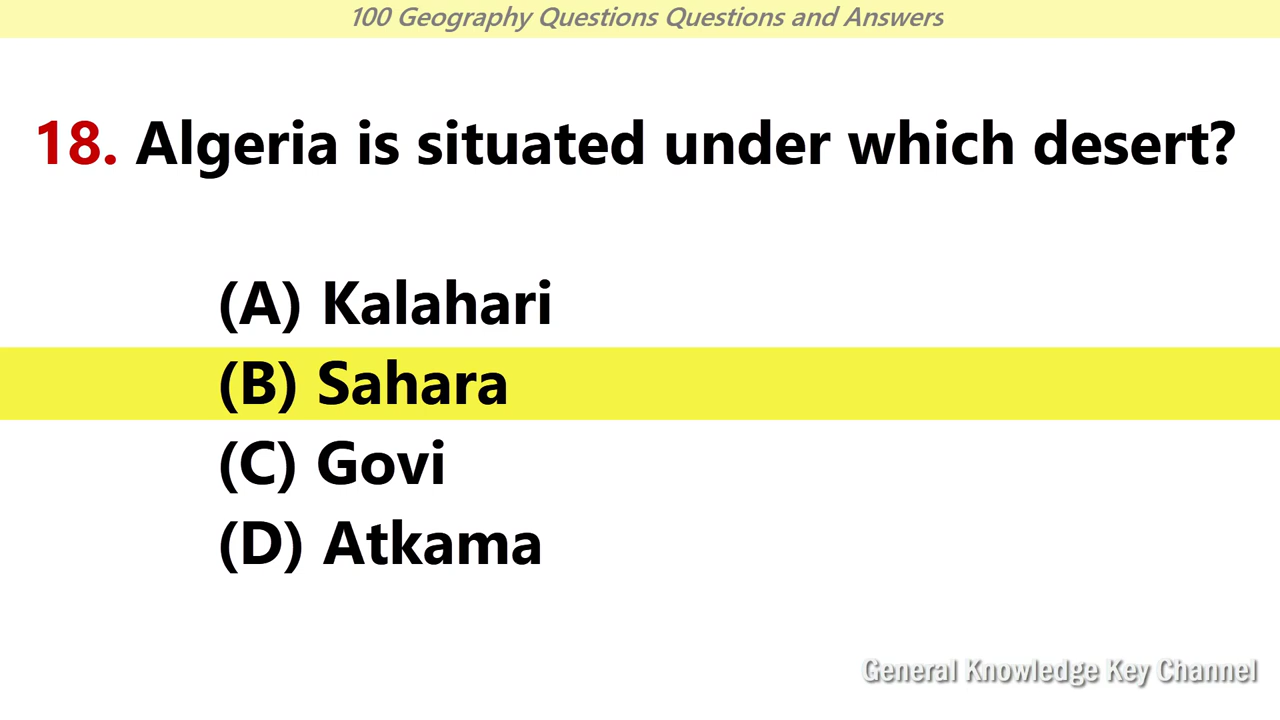 100 Geography Questions Questions and Answers
18. Algeria is situated under which desert?
(A) Kalahari
(B) Sahara
(C) Govi
(D) Atkama
General Knowledge Key Channel